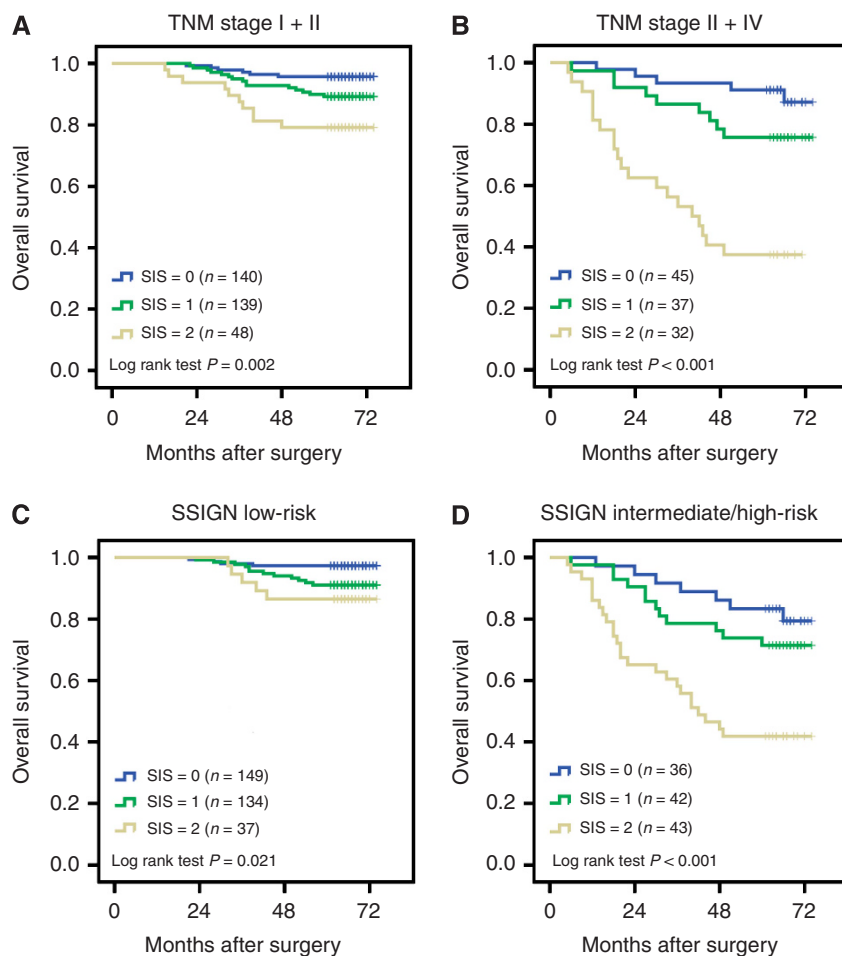 A
TNM stage I + II
1.0
0.8
0.6
0.4
0.2
0.0
Overall survival
SIS = 0 (n = 140)
SIS = 1 (n = 139)
SIS = 2 (n = 48)
Log rank test P = 0.002
0 24 48 72
Months after surgery
B
TNM stage II + IV
1.0
0.8
0.6
0.4
0.2
0.0
Overall survival
SIS = 0 (n = 45)
SIS = 1 (n = 37)
SIS = 2 (n = 32)
Log rank test P < 0.001
0 24 48 72
Months after surgery
C
SSIGN low-risk
1.0
0.8
0.6
0.4
0.2
0.0
Overall survival
SIS = 0 (n = 149)
SIS = 1 (n = 134)
SIS = 2 (n = 37)
Log rank test P = 0.021
0 24 48 72
Months after surgery
D
SSIGN intermediate/high-risk
1.0
0.8
0.6
0.4
0.2
0.0
Overall survival
SIS = 0 (n = 36)
SIS = 1 (n = 42)
SIS = 2 (n = 43)
Log rank test P < 0.001
0 24 48 72
Months after surgery